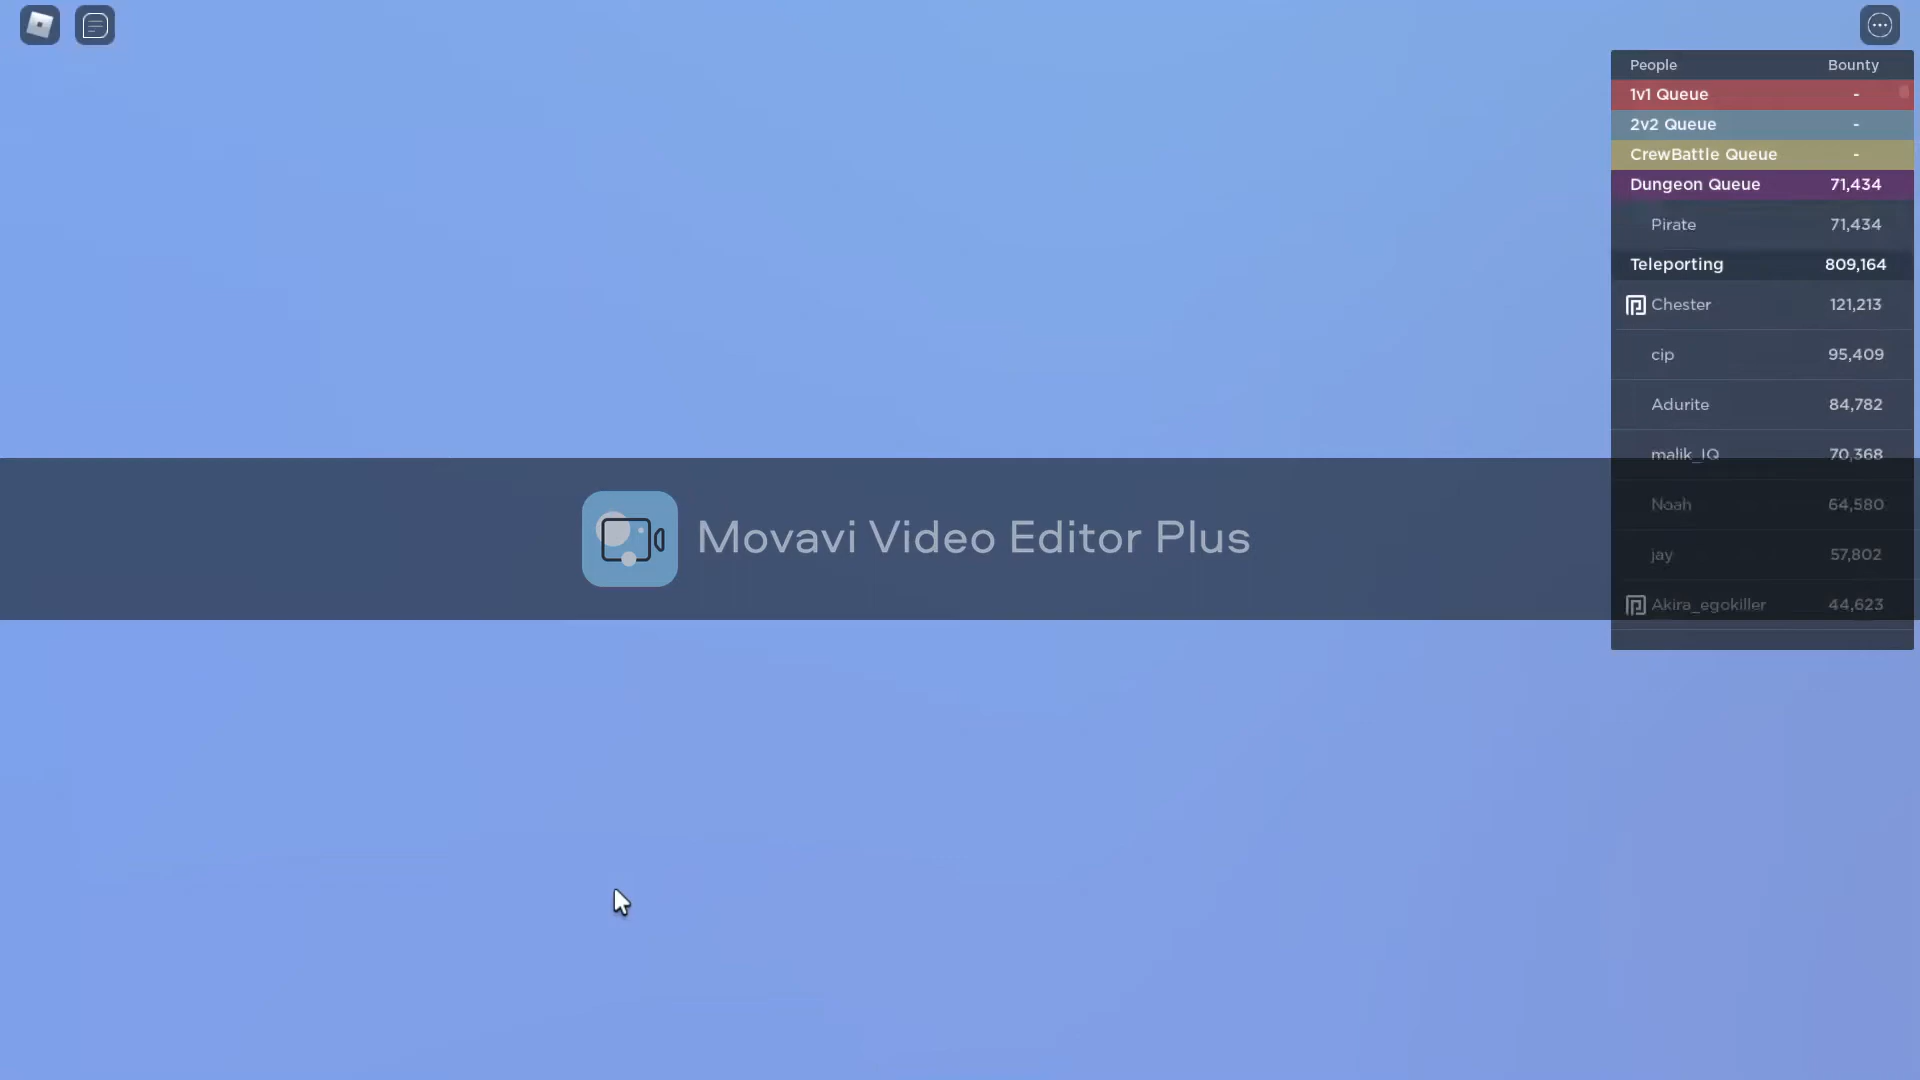 People Bounty
1v1 Queue -
2v2 Queue -
CrewBattle Queue -
Dungeon Queue 71,434
Pirate 71,434
Teleporting 809,164
Chester 121,213
cip 95,409
Adurite 84,782
malik_IQ 70,368
Noah 64,580
jay 57,802
Akira_egokiller 44,623
Movavi Video Editor Plus